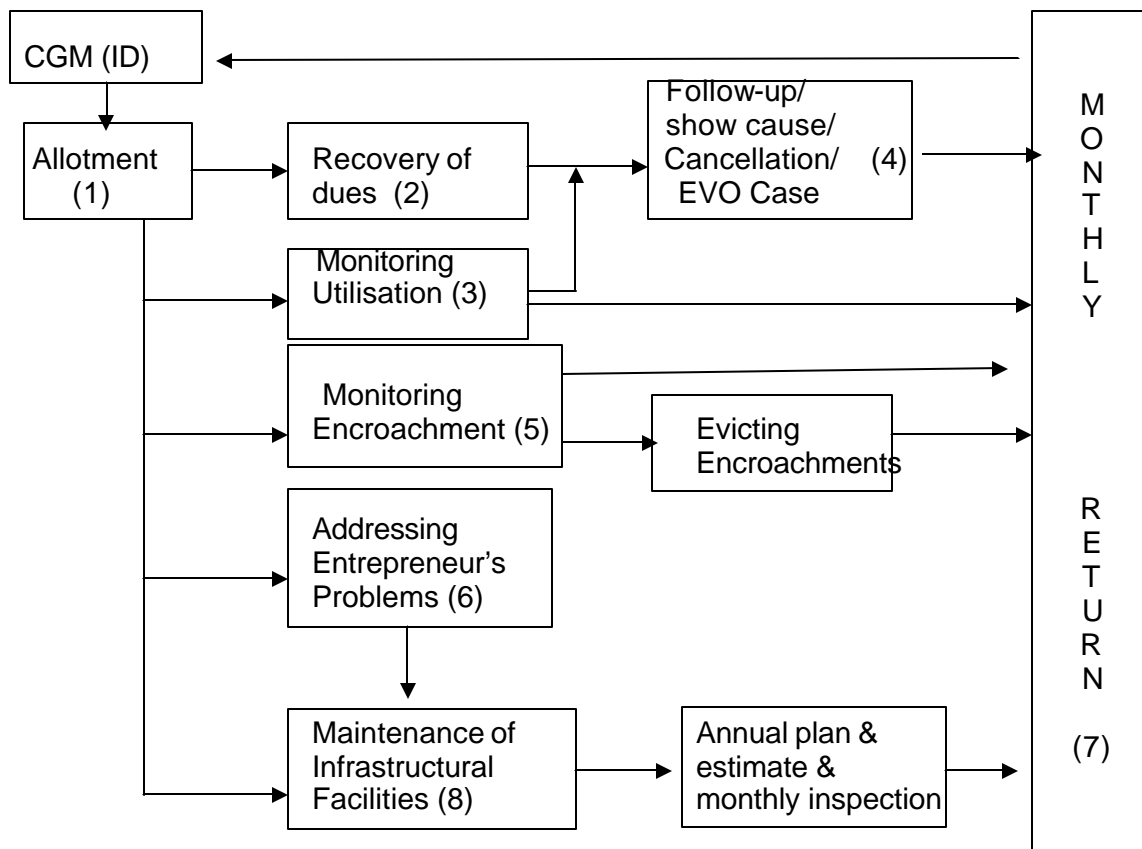 CGM (ID)
Allotment
(1)
Recovery of
dues (2)
Follow-up/
show cause/
Cancellation/ (4)
EVO Case
Monitoring
Utilisation (3)
Monitoring
Encroachment (5)
Evicting
Encroachments
Addressing
Entrepreneur's
Problems (6)
Maintenance of
Infrastructural
Facilities (8)
Annual plan &
estimate &
monthly inspection
M
O
N
T
H
L
Y
R
E
T
U
R
N
(7)